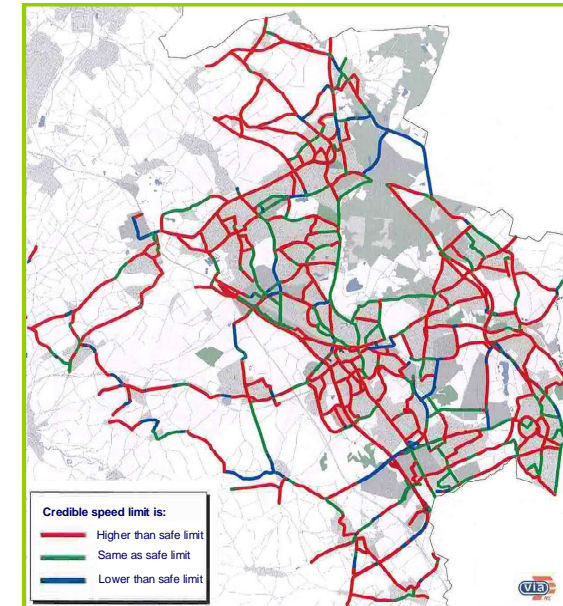 Credible speed limit is:
Higher than safe limit
Same as safe limit
Lower than safe limit
via